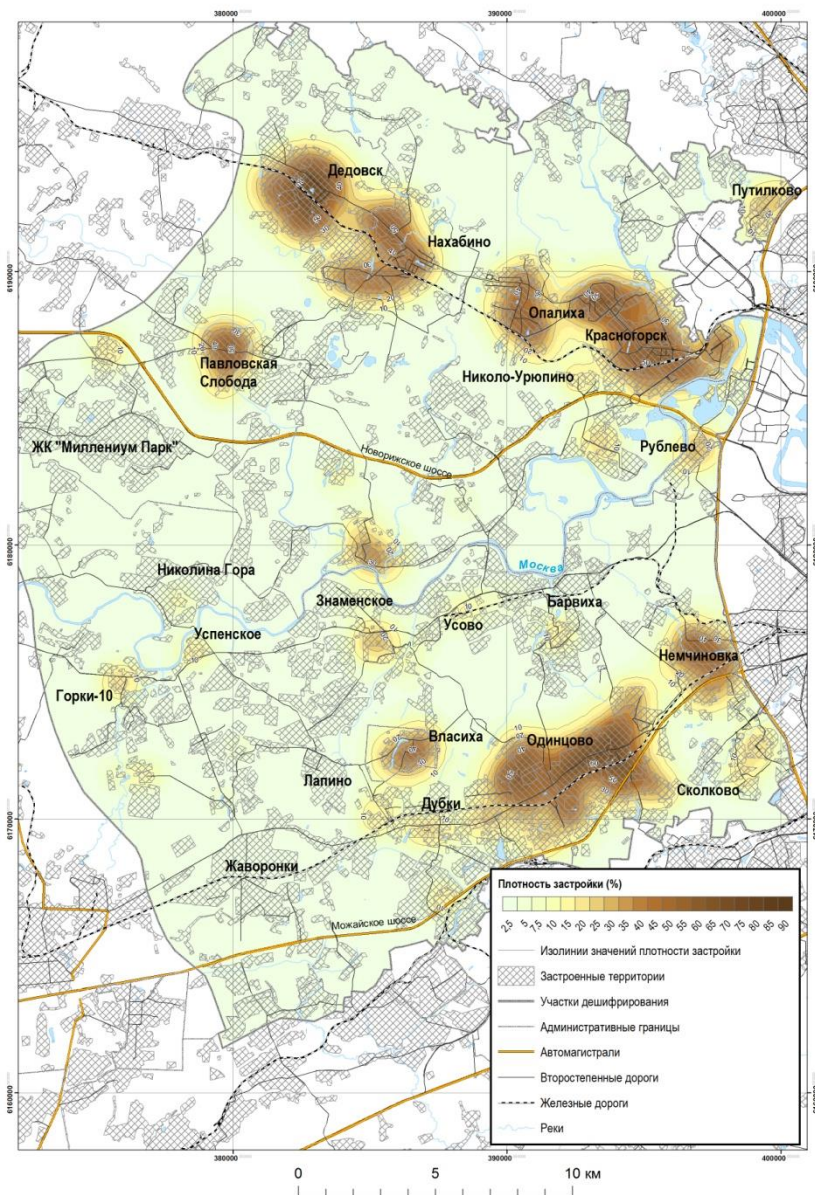 380000
390000
400000
Дедовск
Путилково
Нахабино
6190000
Опалиха
Красногорск
Павловская
Слобода
Николо-Урюпино
ЖК "Миллениум Парк"
Новорижское шоссе
Рублево
6180000
Москва
Николина Гора
Знаменское
Барвиха
Усово
Успенское
Немчиновка
Горки-10
Власиха
Одинцово
Лапино
Сколково
Дубки
6170000
Жаворонки
Можайское шоссе
Плотность застройки (%)
2,5 5 7,5 10 15 20 25 30 35 40 45 50 55 60 65 70 75 80 85 90
Изолинии значений плотности застройки
Застроенные территории
Участки дешифрирования
Административные границы
Автомагистрали
Второстепенные дороги
Железные дороги
Реки
6160000
380000
390000
400000
0 5 10 км